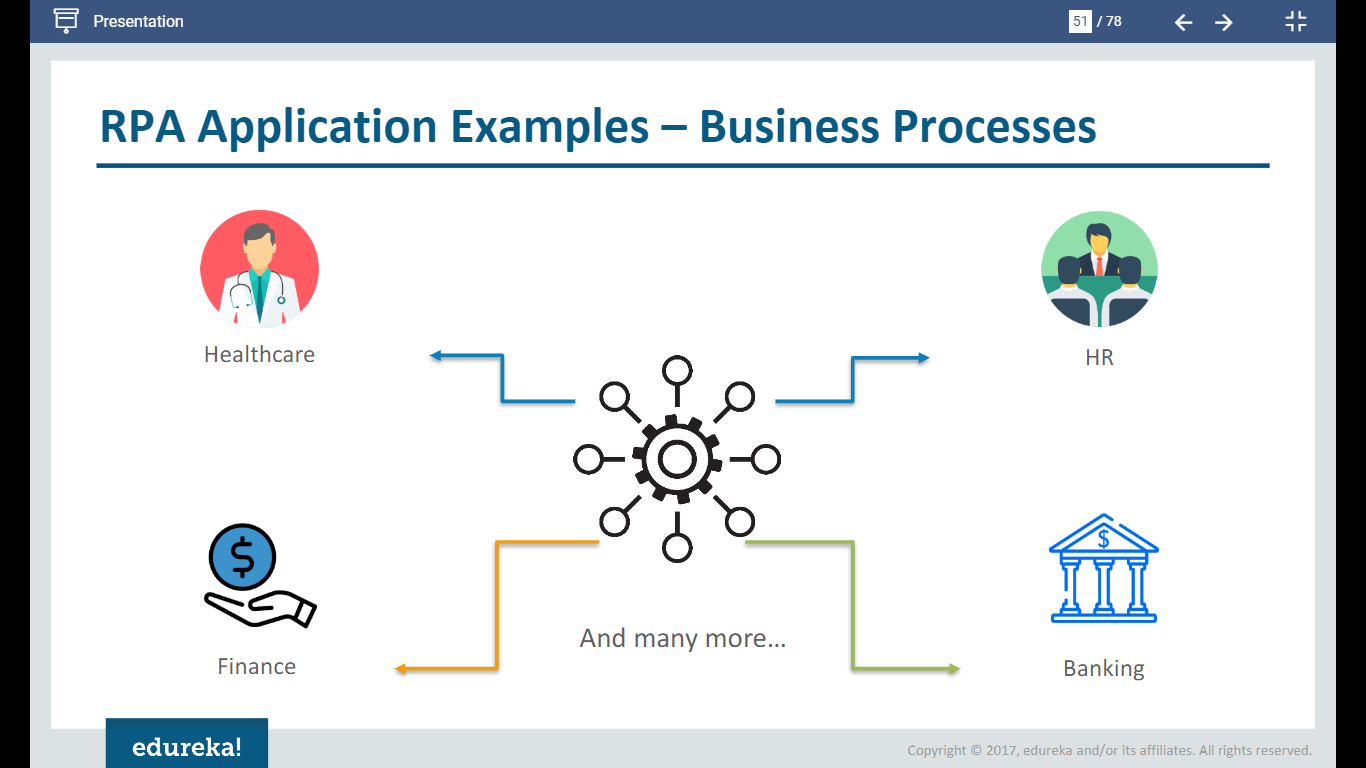 Presentation
51 / 78
RPA Application Examples – Business Processes
Healthcare
HR
$
$
And many more...
Finance
Banking
edureka!
Copyright © 2017, edureka and/or its affiliates. All rights reserved.